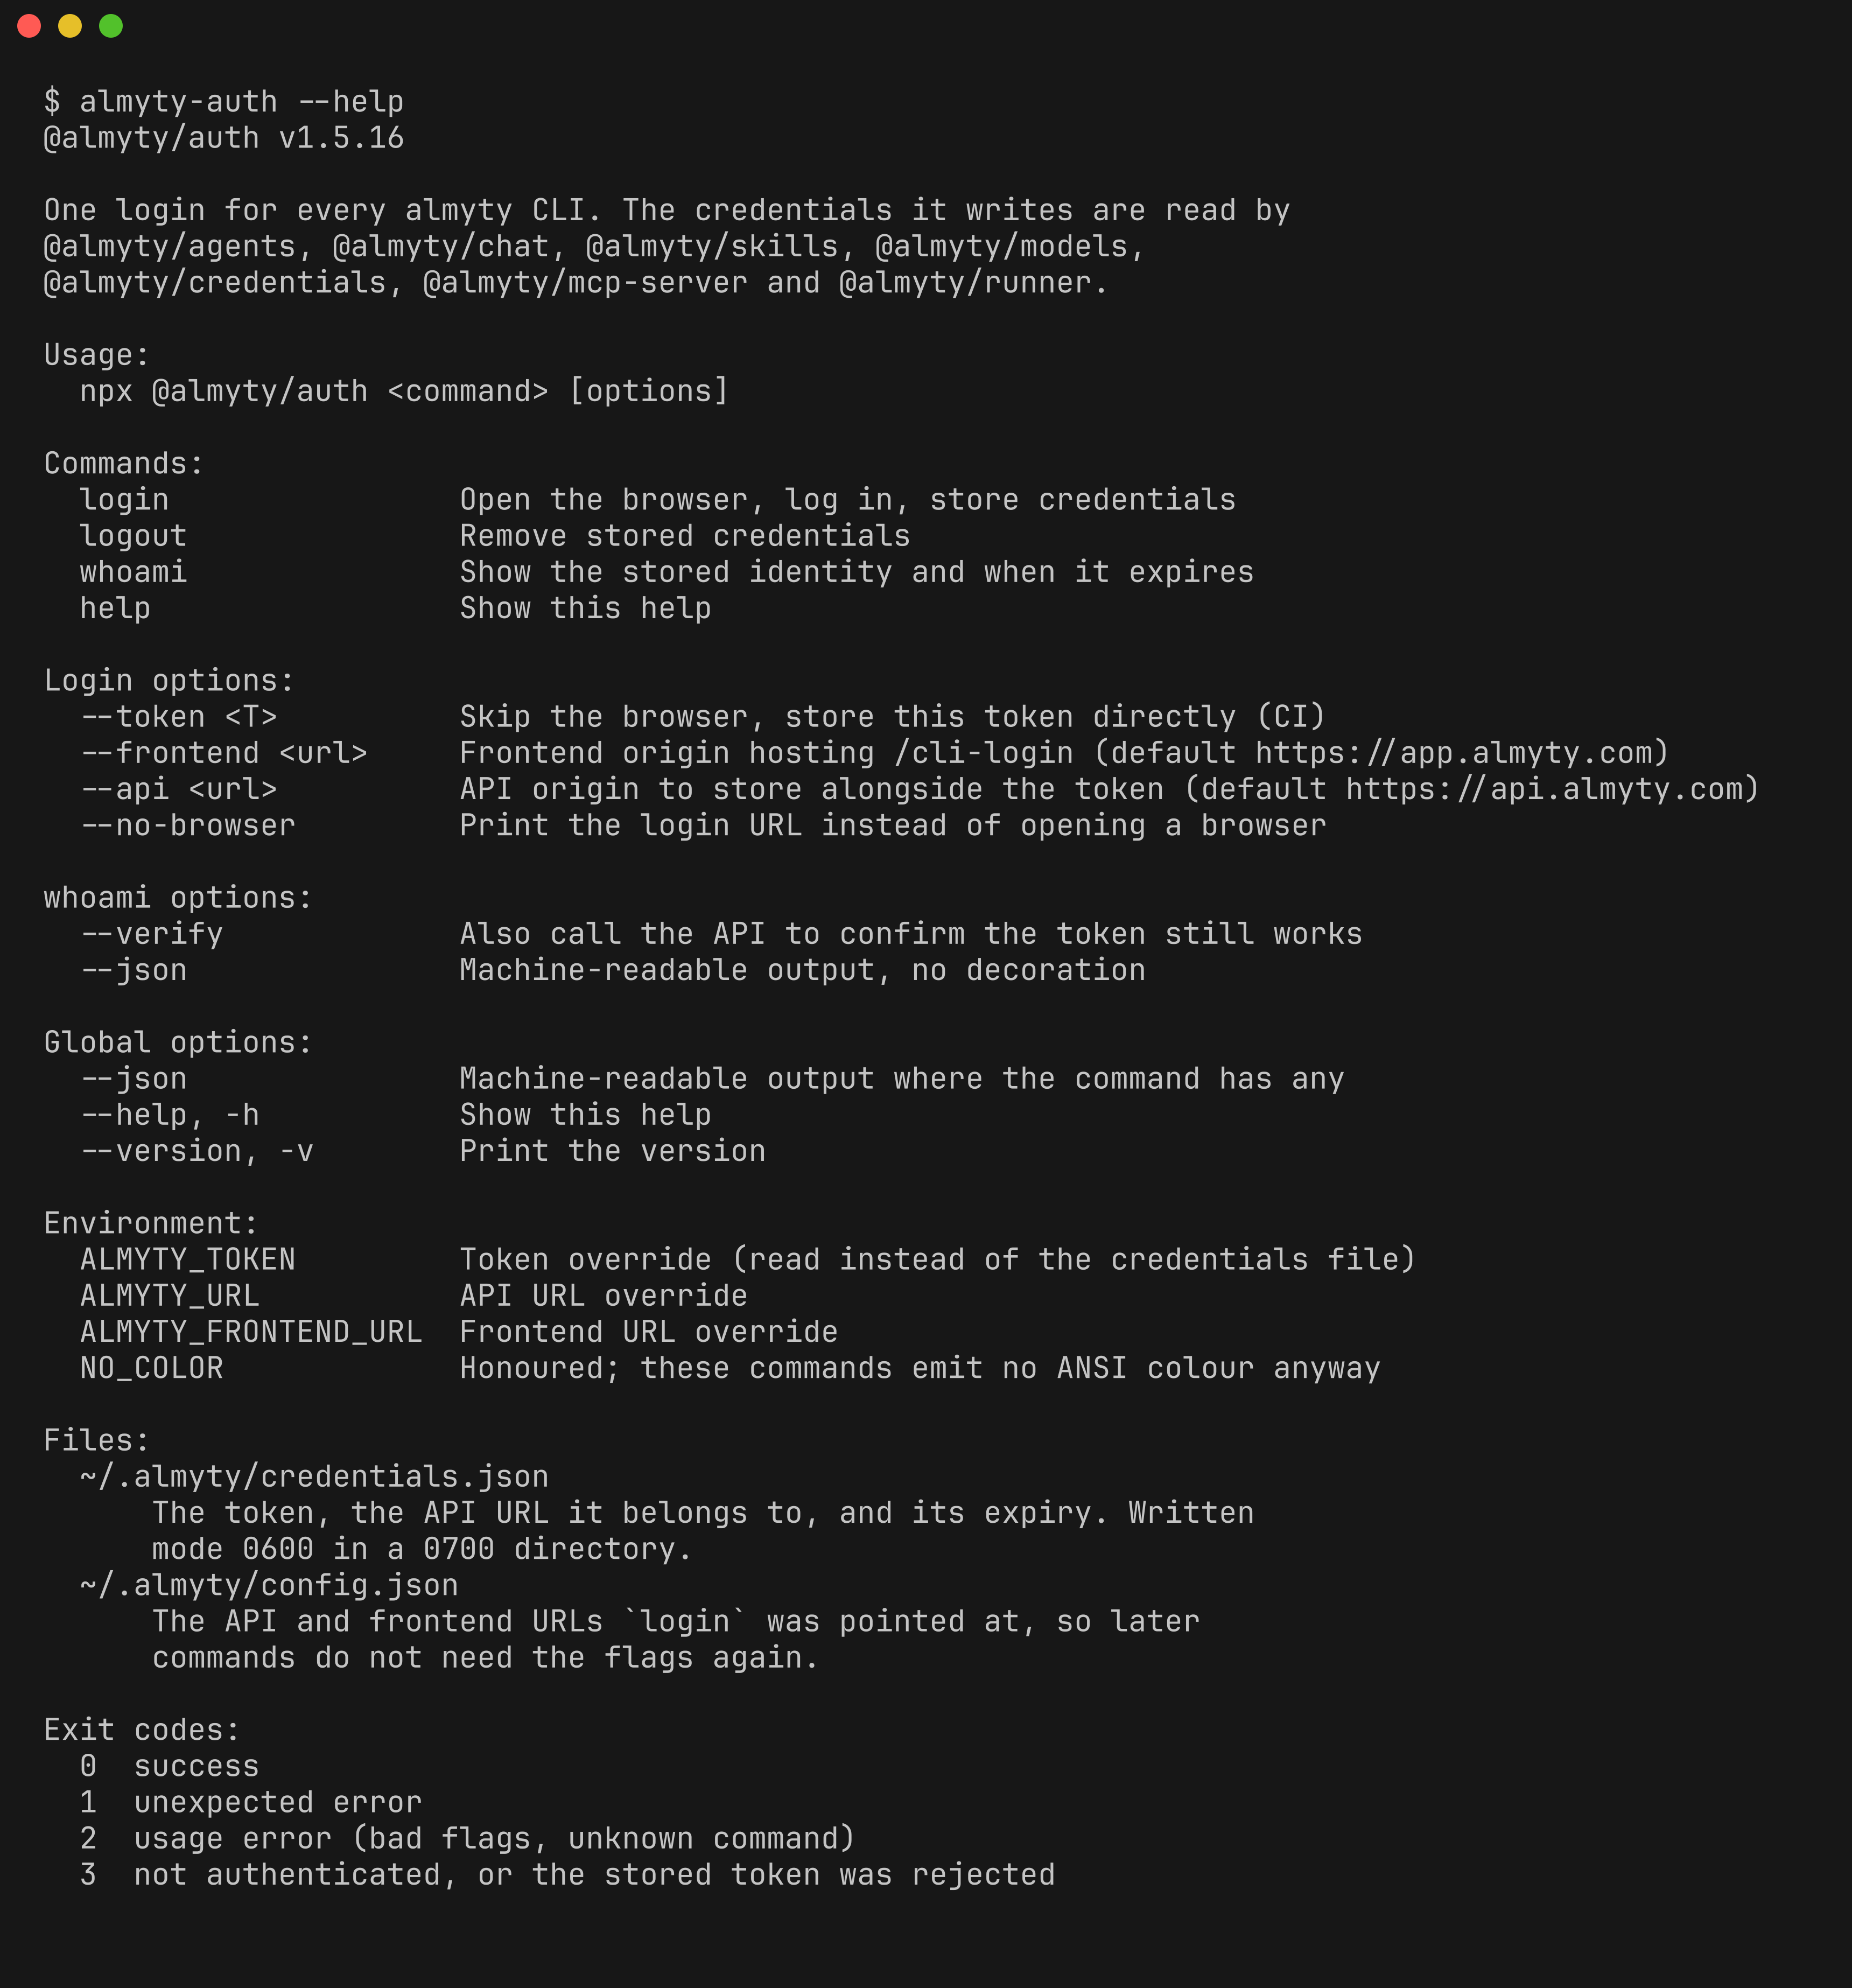 $ almyty-auth --help
@almyty/auth v1.5.16

One login for every almyty CLI. The credentials it writes are read by
@almyty/agents, @almyty/chat, @almyty/skills, @almyty/models,
@almyty/credentials, @almyty/mcp-server and @almyty/runner.

Usage:
  npx @almyty/auth <command> [options]

Commands:
  login                Open the browser, log in, store credentials
  logout               Remove stored credentials
  whoami               Show the stored identity and when it expires
  help                 Show this help

Login options:
  --token <T>          Skip the browser, store this token directly (CI)
  --frontend <url>     Frontend origin hosting /cli-login (default https://app.almyty.com)
  --api <url>          API origin to store alongside the token (default https://api.almyty.com)
  --no-browser         Print the login URL instead of opening a browser

whoami options:
  --verify             Also call the API to confirm the token still works
  --json               Machine-readable output, no decoration

Global options:
  --json               Machine-readable output where the command has any
  --help, -h           Show this help
  --version, -v        Print the version

Environment:
  ALMYTY_TOKEN         Token override (read instead of the credentials file)
  ALMYTY_URL           API URL override
  ALMYTY_FRONTEND_URL  Frontend URL override
  NO_COLOR             Honoured; these commands emit no ANSI colour anyway

Files:
  ~/.almyty/credentials.json
      The token, the API URL it belongs to, and its expiry. Written
      mode 0600 in a 0700 directory.
  ~/.almyty/config.json
      The API and frontend URLs `login` was pointed at, so later
      commands do not need the flags again.

Exit codes:
  0  success
  1  unexpected error
  2  usage error (bad flags, unknown command)
  3  not authenticated, or the stored token was rejected